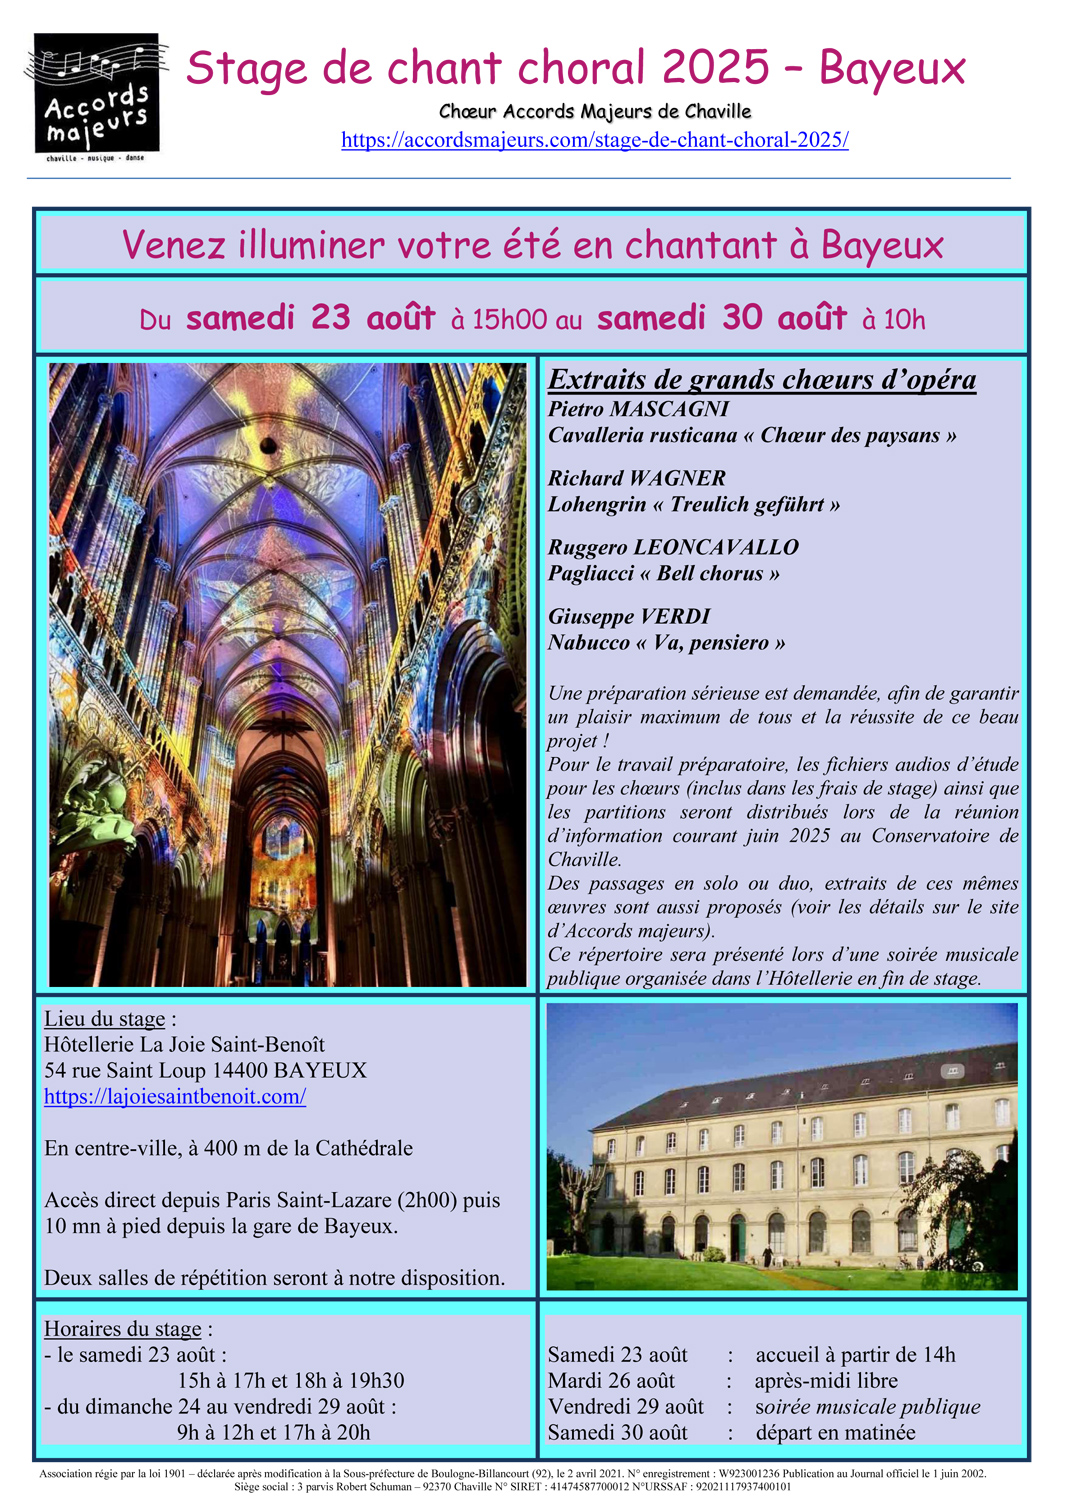 Accords
majeurs
chaville - musique - danse
Stage de chant choral 2025 – Bayeux
Chœur Accords Majeurs de Chaville
https://accordsmajeurs.com/stage-de-chant-choral-2025/
Venez illuminer votre été en chantant à Bayeux
Du samedi 23 août à 15h00 au samedi 30 août à 10h
Extraits de grands chœurs d’opéra
Pietro MASCAGNI
Cavalleria rusticana « Chœur des paysans »
Richard WAGNER
Lohengrin « Treulich geführt »
Ruggero LEONCAVALLO
Pagliacci « Bell chorus »
Giuseppe VERDI
Nabucco « Va, pensiero »
Une préparation sérieuse est demandée, afin de garantir
un plaisir maximum de tous et la réussite de ce beau
projet !
Pour le travail préparatoire, les fichiers audios d’étude
pour les chœurs (inclus dans les frais de stage) ainsi que
les partitions seront distribués lors de la réunion
d’information courant juin 2025 au Conservatoire de
Chaville.
Des passages en solo ou duo, extraits de ces mêmes
œuvres sont aussi proposés (voir les détails sur le site
d’Accords majeurs).
Ce répertoire sera présenté lors d’une soirée musicale
publique organisée dans l’Hôtellerie en fin de stage.
Lieu du stage :
Hôtellerie La Joie Saint-Benoît
54 rue Saint Loup 14400 BAYEUX
https://lajoiesaintbenoit.com/
En centre-ville, à 400 m de la Cathédrale
Accès direct depuis Paris Saint-Lazare (2h00) puis
10 mn à pied depuis la gare de Bayeux.
Deux salles de répétition seront à notre disposition.
Horaires du stage :
- le samedi 23 août :
15h à 17h et 18h à 19h30
- du dimanche 24 au vendredi 29 août :
9h à 12h et 17h à 20h
Samedi 23 août : accueil à partir de 14h
Mardi 26 août : après-midi libre
Vendredi 29 août : soirée musicale publique
Samedi 30 août : départ en matinée
Association régie par la loi 1901 – déclarée après modification à la Sous-préfecture de Boulogne-Billancourt (92), le 2 avril 2021. N° enregistrement : W923001236 Publication au Journal officiel le 1 juin 2002.
Siège social : 3 parvis Robert Schuman – 92370 Chaville N° SIRET : 41474587700012 N°URSSAF : 92021117937400101